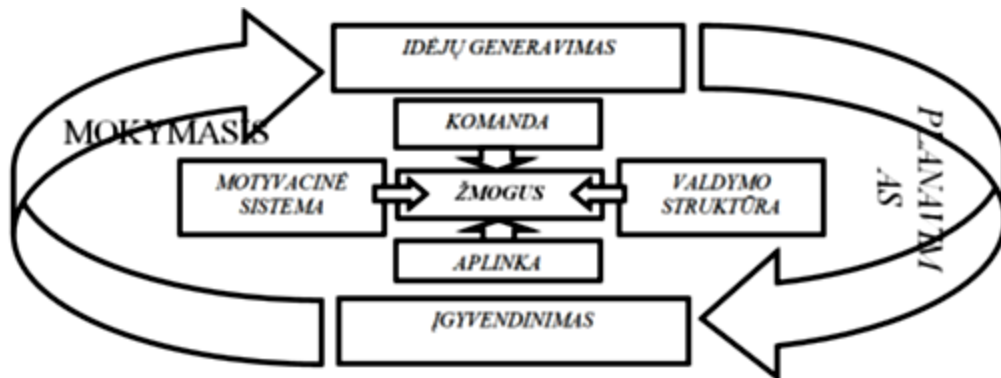 IDĖJŲ GENERAVIMAS
KOMANDA
MOKYMASIS
MOTYVACINĖ
SISTEMA
ŽMOGUS
VALDYMO
STRUKTŪRA
PLANAVIM
AS
APLINKA
ĮGYVENDINIMAS